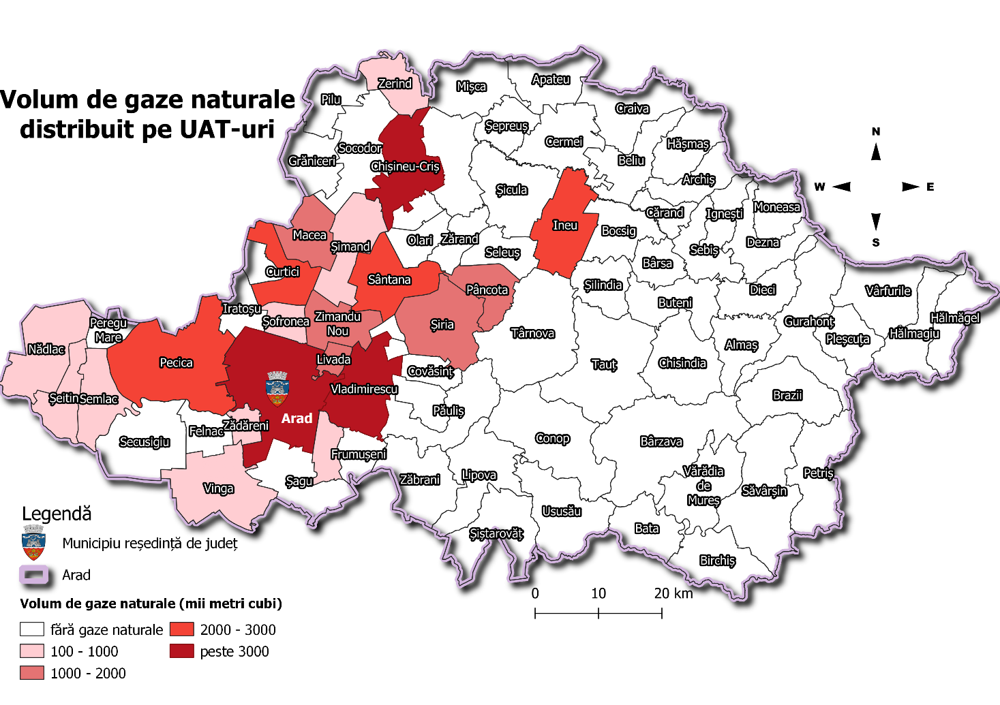 Volum de gaze naturale
distribuit pe UAT-uri
Zerind
Mișca
Apateu
Pilu
Craiva
Șepreuș
Cermei
Hășmaș
Socodor
Grăniceri
Chișineu-Criș
Beliu
Archiș
Șicula
N
W
E
S
Macea
Șimand
Olari
Zărand
Seleuș
Ineu
Bocsig
Cărand
Ignești
Moneasa
Dezna
Sebiș
Bârsa
Curtici
Sântana
Pâncota
Șilindia
Buteni
Dieci
Vârfurile
Iratoșu
Șofronea
Zimandu
Nou
Șiria
Târnova
Gurahonț
Hălmăgel
Hălmagiu
Pleșcuța
Almaș
Peregu
Mare
Nădlac
Pecica
Livada
Covăsinț
Tauț
Chisindia
Șeitin
Semlac
Vladimirescu
Brazii
Păuliș
Arad
Zădăreni
Felnac
Secusigiu
Frumușeni
Conop
Bârzava
Vinga
Șagu
Zăbrani
Lipova
Vărădia
de
Mureș
Petriș
Săvârșin
Ususău
Bata
Șiștarovăț
Birchiș
Legendă
Municipiu reședință de județ
Arad
Volum de gaze naturale (mii metri cubi)
fără gaze naturale
2000 - 3000
100 - 1000
peste 3000
1000 - 2000
0 10 20 km